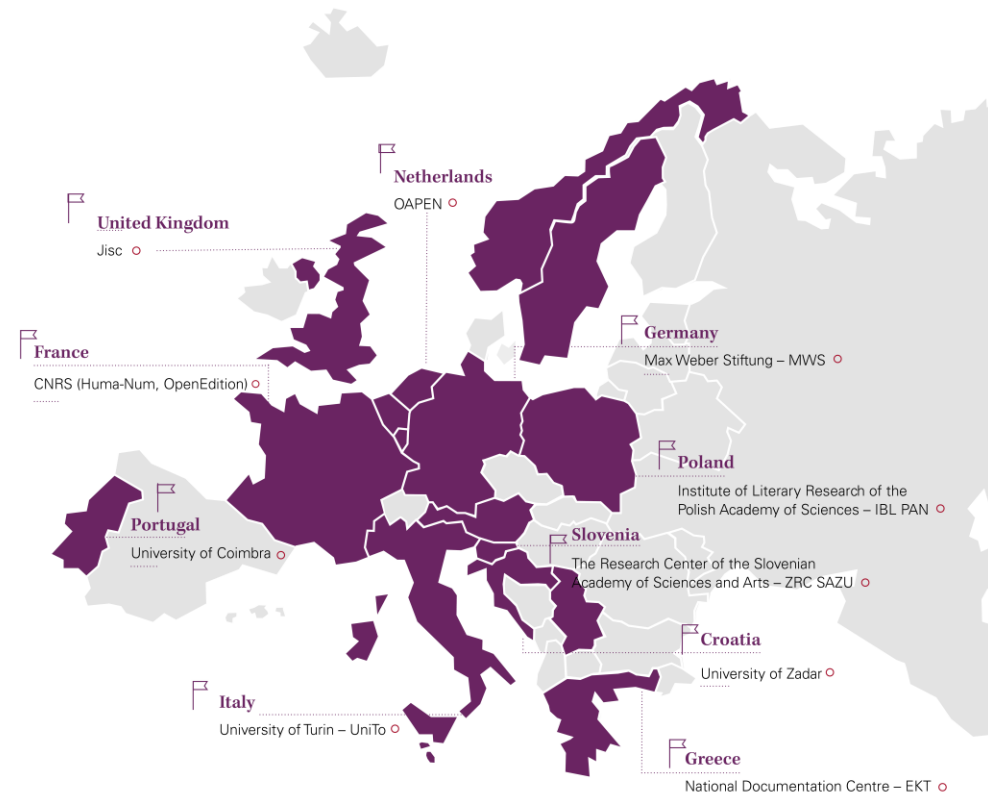 Netherlands
OAPEN
United Kingdom
Jisc
Germany
Max Weber Stiftung – MWS
France
CNRS (Huma-Num, OpenEdition)
Poland
Institute of Literary Research of the
Polish Academy of Sciences – IBL PAN
Portugal
University of Coimbra
Slovenia
The Research Center of the Slovenian
Academy of Sciences and Arts – ZRC SAZU
Croatia
University of Zadar
Italy
University of Turin – UniTo
Greece
National Documentation Centre – EKT